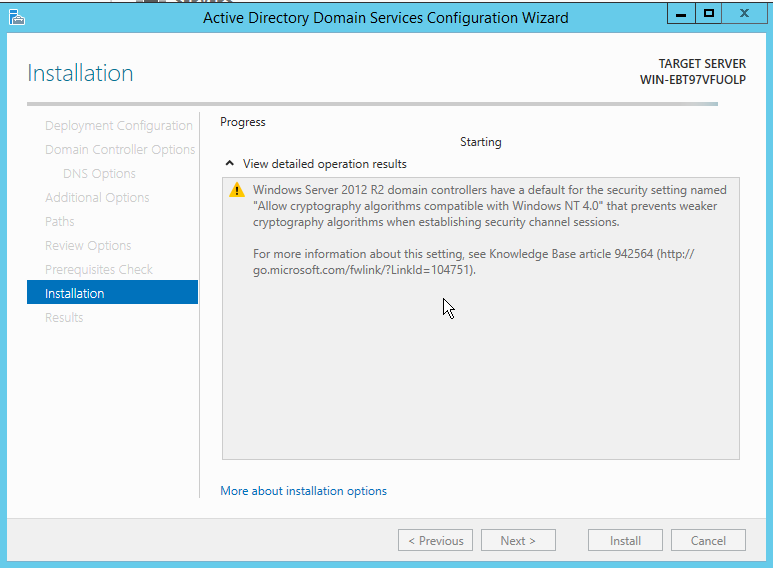 Active Directory Domain Services Configuration Wizard
Installation
TARGET SERVER
WIN-EBT97VFUOLP
Deployment Configuration
Domain Controller Options
DNS Options
Additional Options
Paths
Review Options
Prerequisites Check
Installation
Results
Progress
Starting
View detailed operation results
Windows Server 2012 R2 domain controllers have a default for the security setting named
"Allow cryptography algorithms compatible with Windows NT 4.0" that prevents weaker
cryptography algorithms when establishing security channel sessions.
For more information about this setting, see Knowledge Base article 942564 (http://
go.microsoft.com/fwlink/?LinkId=104751).
More about installation options
< Previous
Next >
Install
Cancel